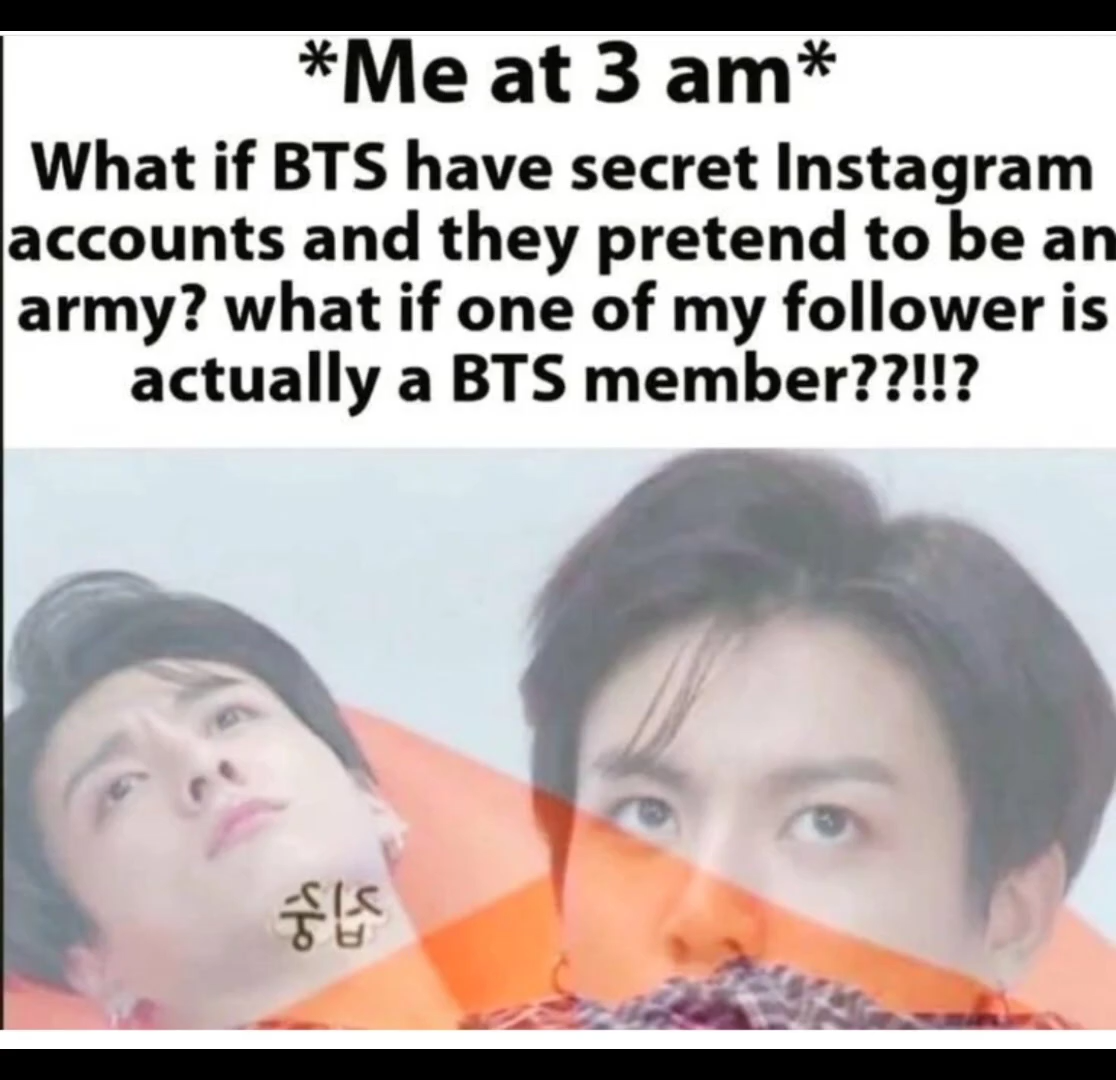 *Me at 3 am*
What if BTS have secret Instagram
accounts and they pretend to be an
army? what if one of my follower is
actually a BTS member??!!?
집중